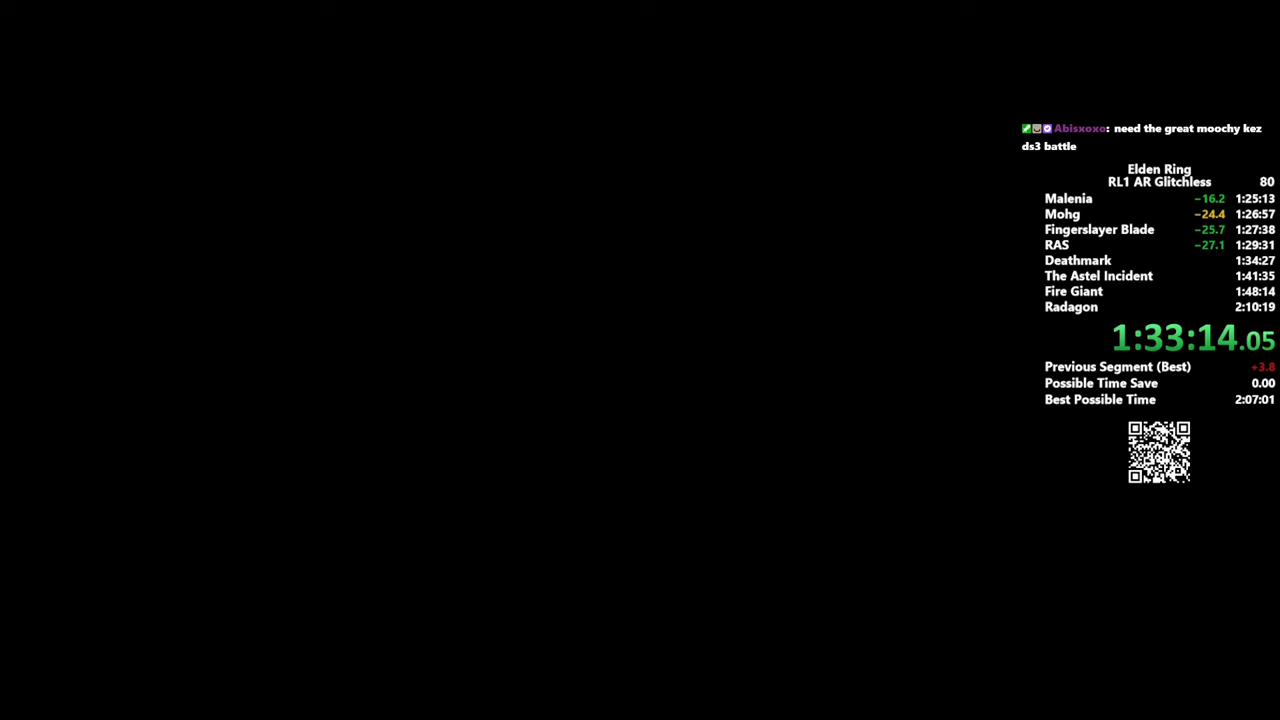 Abisxoxo: need the great moochy kez
ds3 battle
Elden Ring
RL1 AR Glitchless 80
Malenia −16.2 1:25:13
Mohg −24.4 1:26:57
Fingerslayer Blade −25.7 1:27:38
RAS −27.1 1:29:31
Deathmark 1:34:27
The Astel Incident 1:41:35
Fire Giant 1:48:14
Radagon 2:10:19
1:33:14.05
Previous Segment (Best) +3.8
Possible Time Save 0.00
Best Possible Time 2:07:01